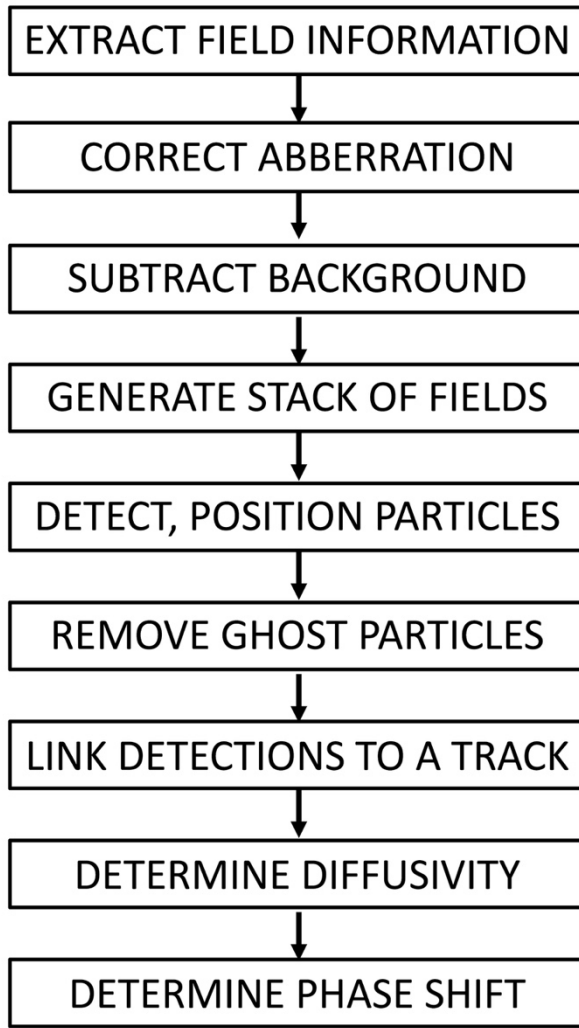 EXTRACT FIELD INFORMATION
CORRECT ABBERRATION
SUBTRACT BACKGROUND
GENERATE STACK OF FIELDS
DETECT, POSITION PARTICLES
REMOVE GHOST PARTICLES
LINK DETECTIONS TO A TRACK
DETERMINE DIFFUSIVITY
DETERMINE PHASE SHIFT